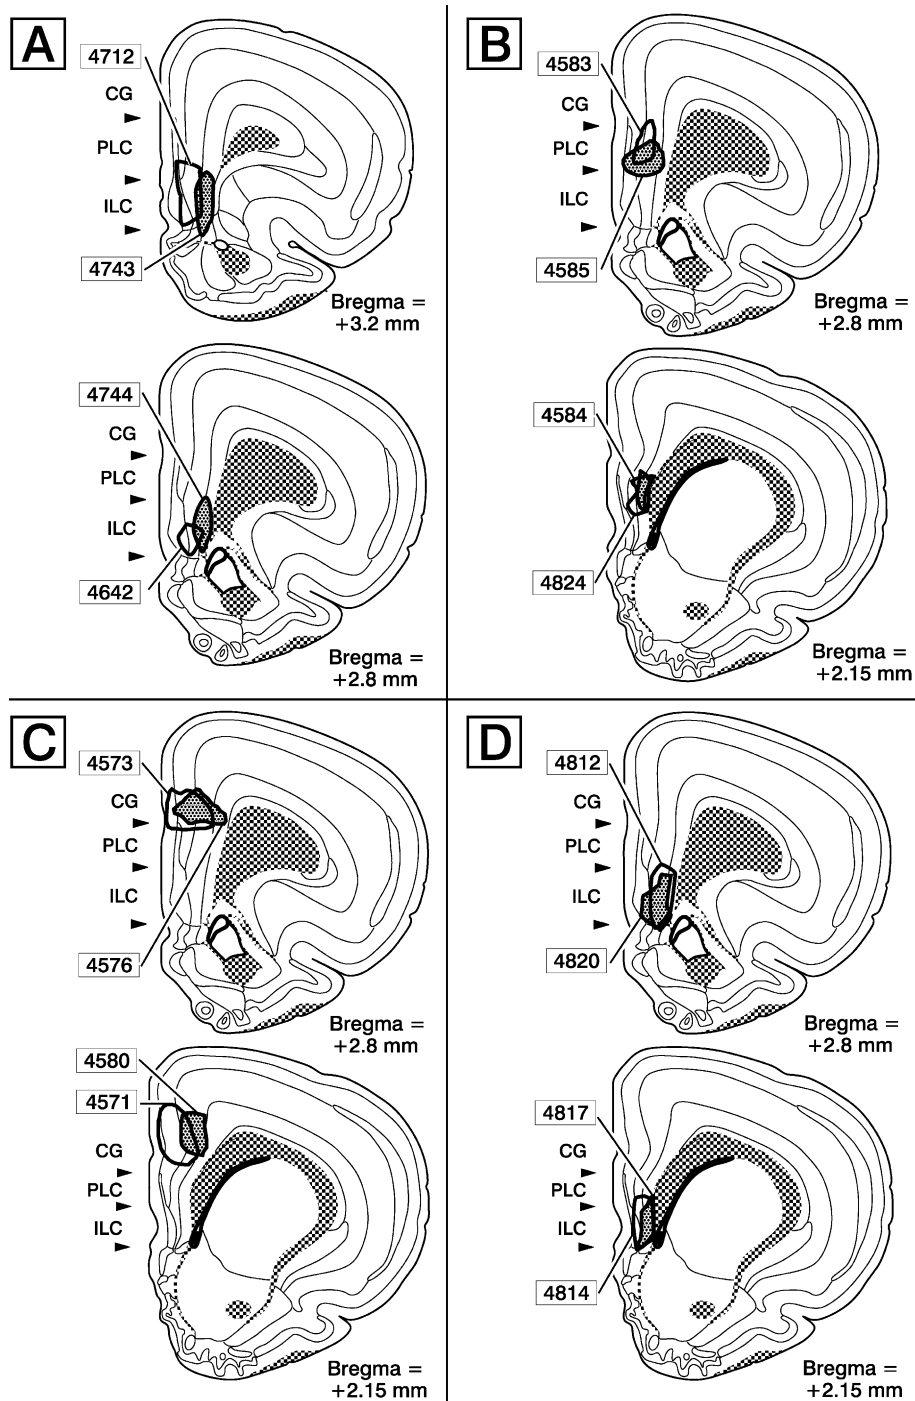 A
4712
CG
PLC
ILC
4743
Bregma =
+3.2 mm
4744
CG
PLC
ILC
4642
Bregma =
+2.8 mm
B
4583
CG
PLC
ILC
4585
Bregma =
+2.8 mm
4584
4824
Bregma =
+2.15 mm
C
4573
CG
PLC
ILC
4576
Bregma =
+2.8 mm
4580
4571
CG
PLC
ILC
Bregma =
+2.15 mm
D
4812
CG
PLC
ILC
4820
Bregma =
+2.8 mm
4817
CG
PLC
ILC
4814
Bregma =
+2.15 mm